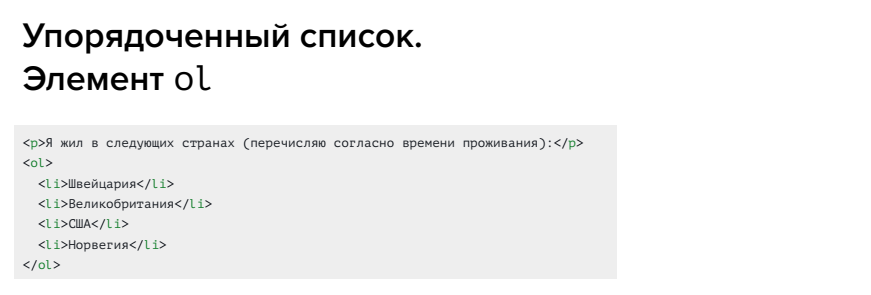 Упорядоченный список.
Элемент ol
<p>Я жил в следующих странах (перечисляю согласно времени проживания):</p>
<ol>
  <li>Швейцария</li>
  <li>Великобритания</li>
  <li>США</li>
  <li>Норвегия</li>
</ol>